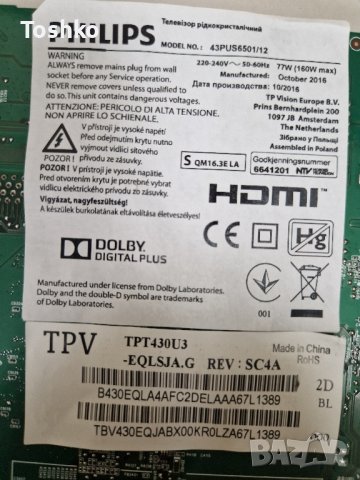 Toshko
PHILIPS
Телевізор рідкокристалічний
MODEL NO.: 43PUS6501/12
WARNING
ALWAYS remove mains plug from wall
socket before any Service operation.
NEVER remove covers unless qualified to
do so. This unit contains dangerous voltages.
ATTENZIONE: PERICOLO DI ALTA TENSIONE.
NON APRIRE LO SCHIENALE.
220-240V~ 50-60Hz 77W (160W max)
Manufactured in: October 2016
Дата производства: 10/2016
TP Vision Europe B.V.
Prins Bernhardplein 200
1097 JB Amsterdam
The Netherlands
Assembled in Poland
V přístroji je vysoké napětí
Před odejmutím krytu nutno
vyjmout vidlici síťového
přívodu ze zásuvky.
POZOR! V prístroji je vysoké napätie.
Pred otvorením krytu je potrebné vybrať
vidlicu prívodu zo zásuvky.
Vigyázat, nagyfeszültség!
A készülék burkolatának eltávolítása életveszélyes!
S QM16.3E LA
Godkjenningsnummer
6641201
HDMI
Hg
DOLBY
DIGITAL PLUS
Manufactured under license from Dolby Laboratories.
Dolby and the double-D symbol are trademarks of
Dolby Laboratories.
001
TPV
TPT430U3
-EQLSJA.G REV: SC4A
Made in China
RoHS
2D
BL
B430EQLA4AFC2DELAAA67L1389
TBV430EQJABX00KR0LZA67L1389
bazar